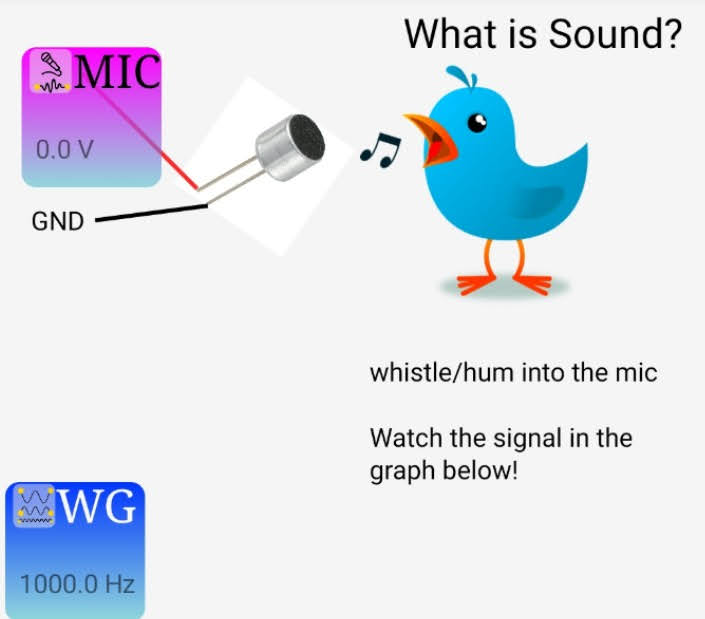 What is Sound?
MIC
0.0 V
GND
whistle/hum into the mic
Watch the signal in the
graph below!
WG
1000.0 Hz